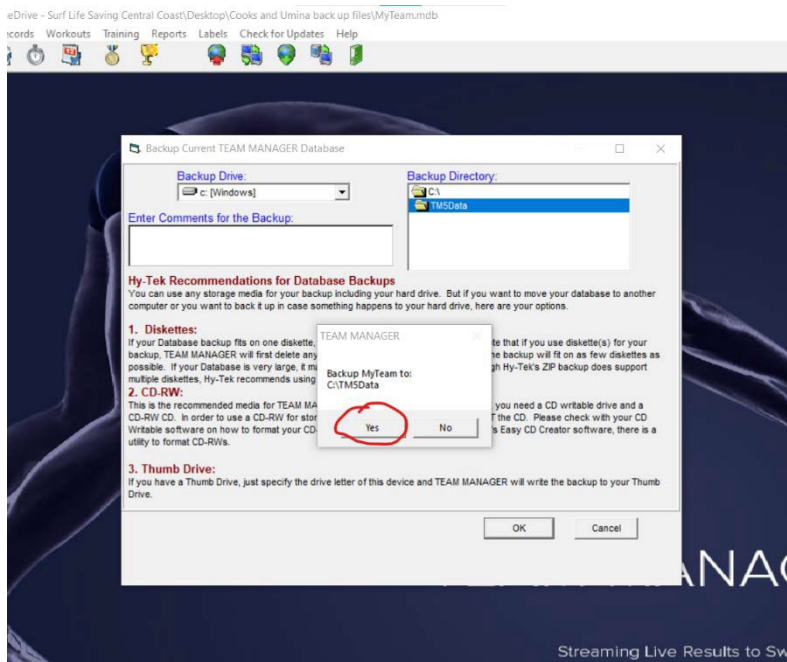 eDrive - Surf Life Saving Central Coast\Desktop\Cooks and Umina back up files\MyTeam.mdb
Workouts Training Reports Labels Check for Updates Help
Backup Current TEAM MANAGER Database
Backup Drive:
c: [Windows]
Backup Directory:
C:\
TM5Data
Enter Comments for the Backup:
Hy-Tek Recommendations for Database Backups
You can use any storage media for your backup including your hard drive. But if you want to move your database to another
computer or you want to back it up in case something happens to your hard drive, here are your options.
1. Diskettes:
If your Database backup fits on one diskette, te that if you use diskette(s) for your
backup, TEAM MANAGER will first delete any he backup will fit on as few diskettes as
possible. If your Database is very large, it m gh Hy-Tek's ZIP backup does support
multiple diskettes, Hy-Tek recommends using
2. CD-RW:
This is the recommended media for TEAM MA you need a CD writable drive and a
CD-RW CD. In order to use a CD-RW for stor T the CD. Please check with your CD
Writable software on how to format your CD- 's Easy CD Creator software, there is a
utility to format CD-RWs.
3. Thumb Drive:
If you have a Thumb Drive, just specify the drive letter of this device and TEAM MANAGER will write the backup to your Thumb
Drive.
TEAM MANAGER
Backup MyTeam to:
C:\TM5Data
Yes No
OK Cancel
NAG
Streaming Live Results to Sw